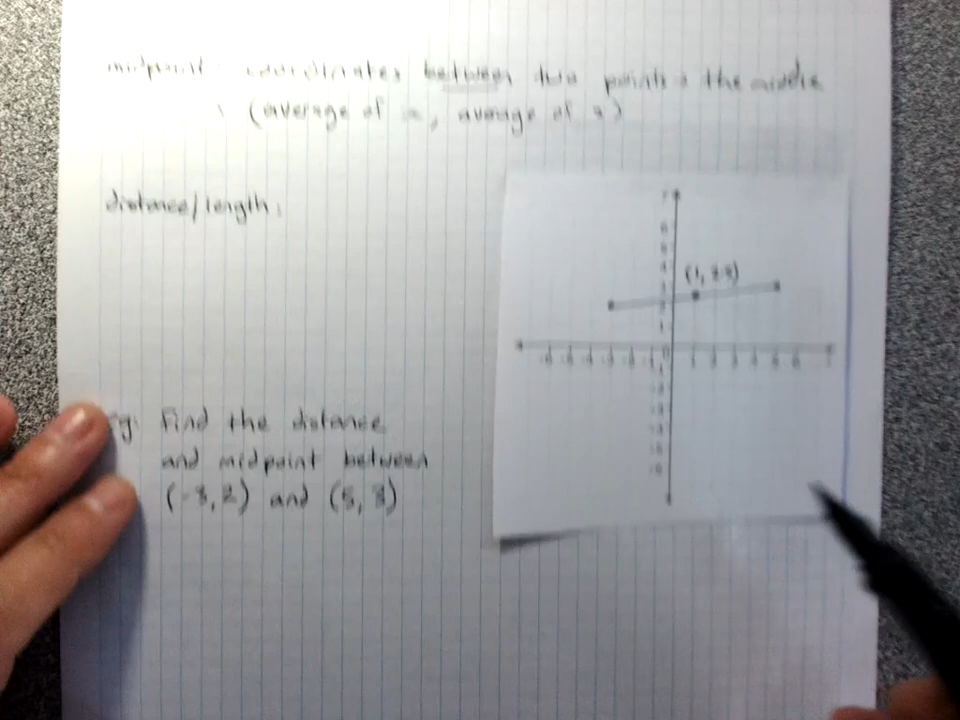 midpoint: coordinates between two points → the middle
: (average of x, average of y)
distance/length:
(1, 2.5)
eg: Find the distance
and midpoint between
(-3, 2) and (5, 3)